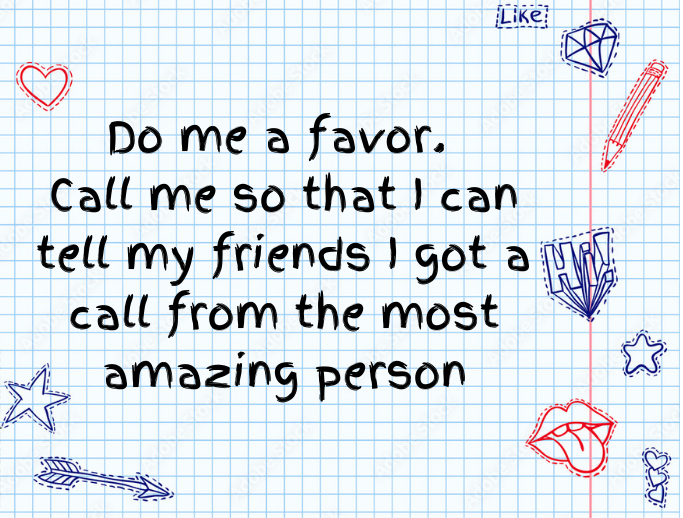 Like
Do me a favor.
Call me so that I can
tell my friends I got a
Hi!
call from the most
amazing person